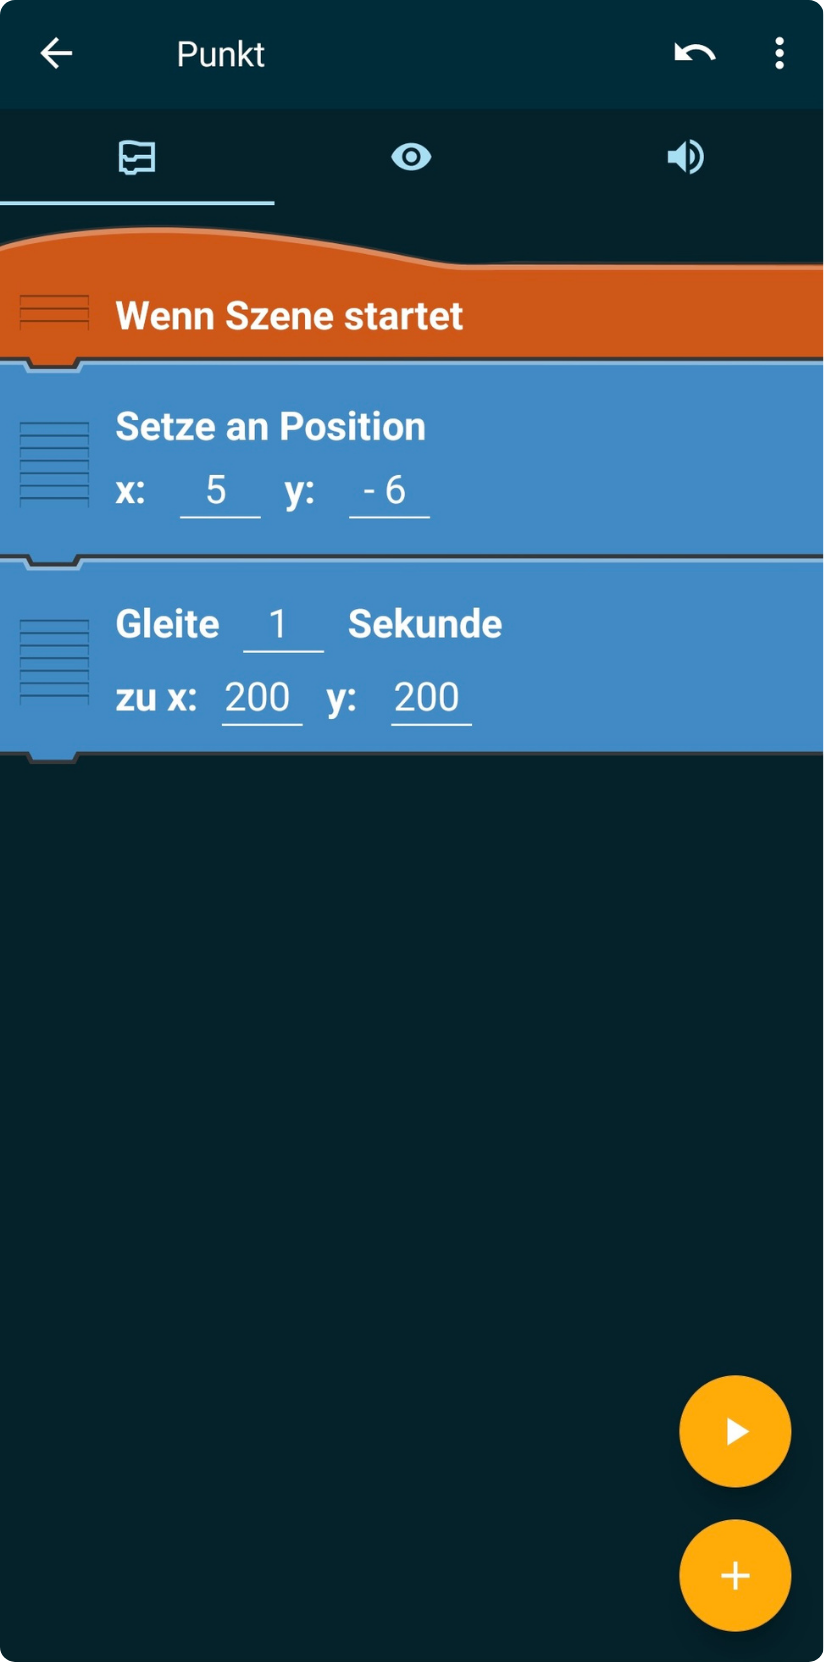 Punkt
Wenn Szene startet
Setze an Position
x: 5 y: - 6
Gleite 1 Sekunde
zu x: 200 y: 200